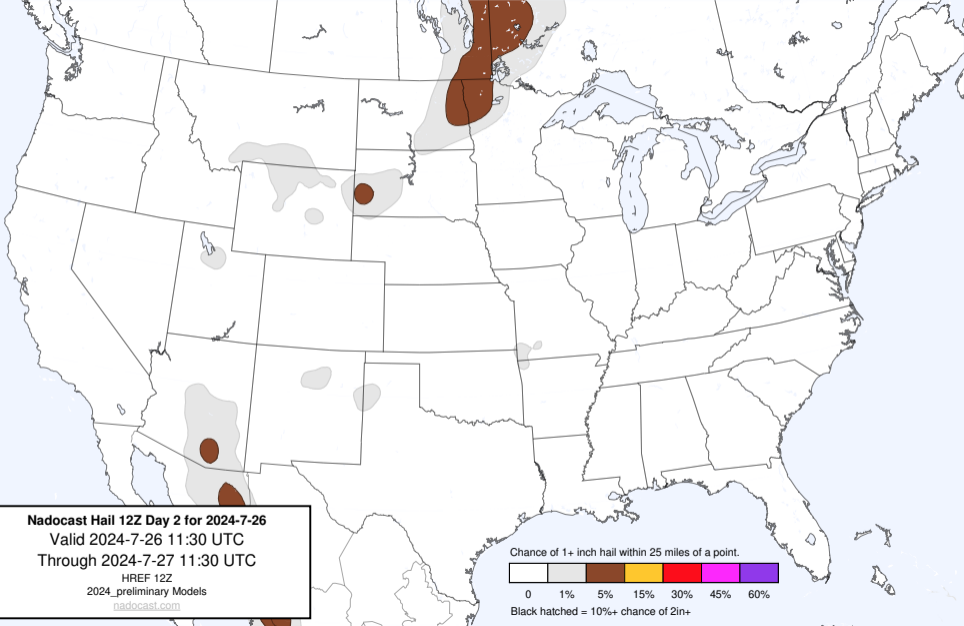 Nadocast Hail 12Z Day 2 for 2024-7-26
Valid 2024-7-26 11:30 UTC
Through 2024-7-27 11:30 UTC
HREF 12Z
2024_preliminary Models
nadocast.com
Chance of 1+ inch hail within 25 miles of a point.
0 1% 5% 15% 30% 45% 60%
Black hatched = 10%+ chance of 2in+